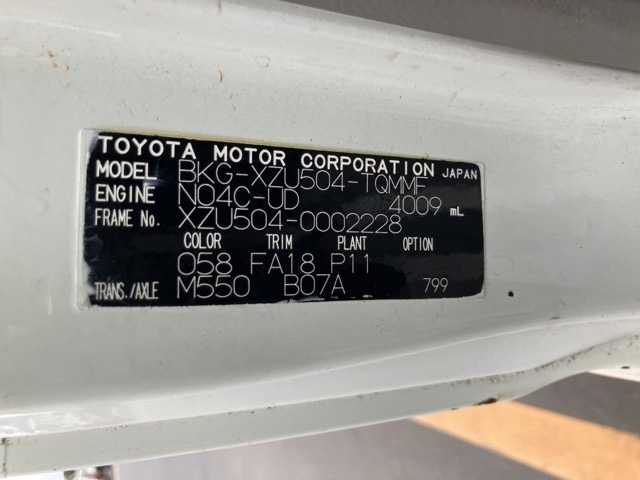 TOYOTA MOTOR CORPORATION JAPAN
MODEL BKG-XZU504-TQMMF
ENGINE N04C-UD 4009 mL
FRAME No. XZU504-0002228
COLOR TRIM PLANT OPTION
058 FA18 P11
TRANS./AXLE M550 B07A 799